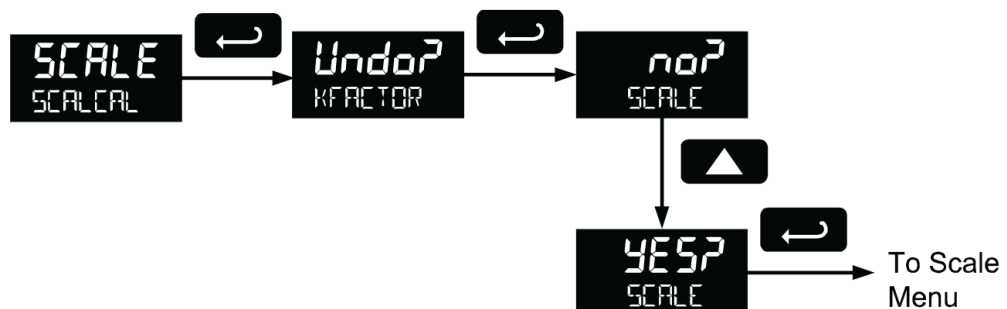 SCALE
SCALCAL
Undo?
KFACTOR
no?
SCALE
YES?
SCALE
To Scale
Menu